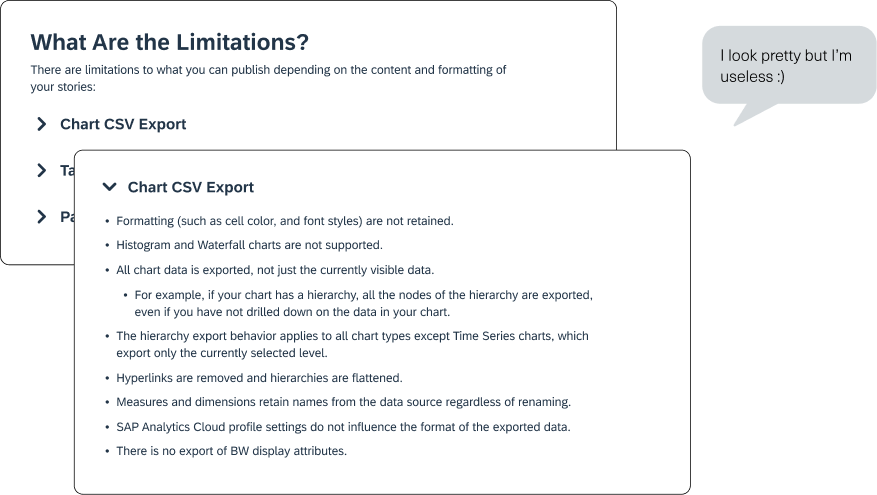 What Are the Limitations?
There are limitations to what you can publish depending on the content and formatting of
your stories:
Chart CSV Export
Ta
Pa
Chart CSV Export
• Formatting (such as cell color, and font styles) are not retained.
• Histogram and Waterfall charts are not supported.
• All chart data is exported, not just the currently visible data.
• For example, if your chart has a hierarchy, all the nodes of the hierarchy are exported,
even if you have not drilled down on the data in your chart.
• The hierarchy export behavior applies to all chart types except Time Series charts, which
export only the currently selected level.
• Hyperlinks are removed and hierarchies are flattened.
• Measures and dimensions retain names from the data source regardless of renaming.
• SAP Analytics Cloud profile settings do not influence the format of the exported data.
• There is no export of BW display attributes.
I look pretty but I'm
useless :)